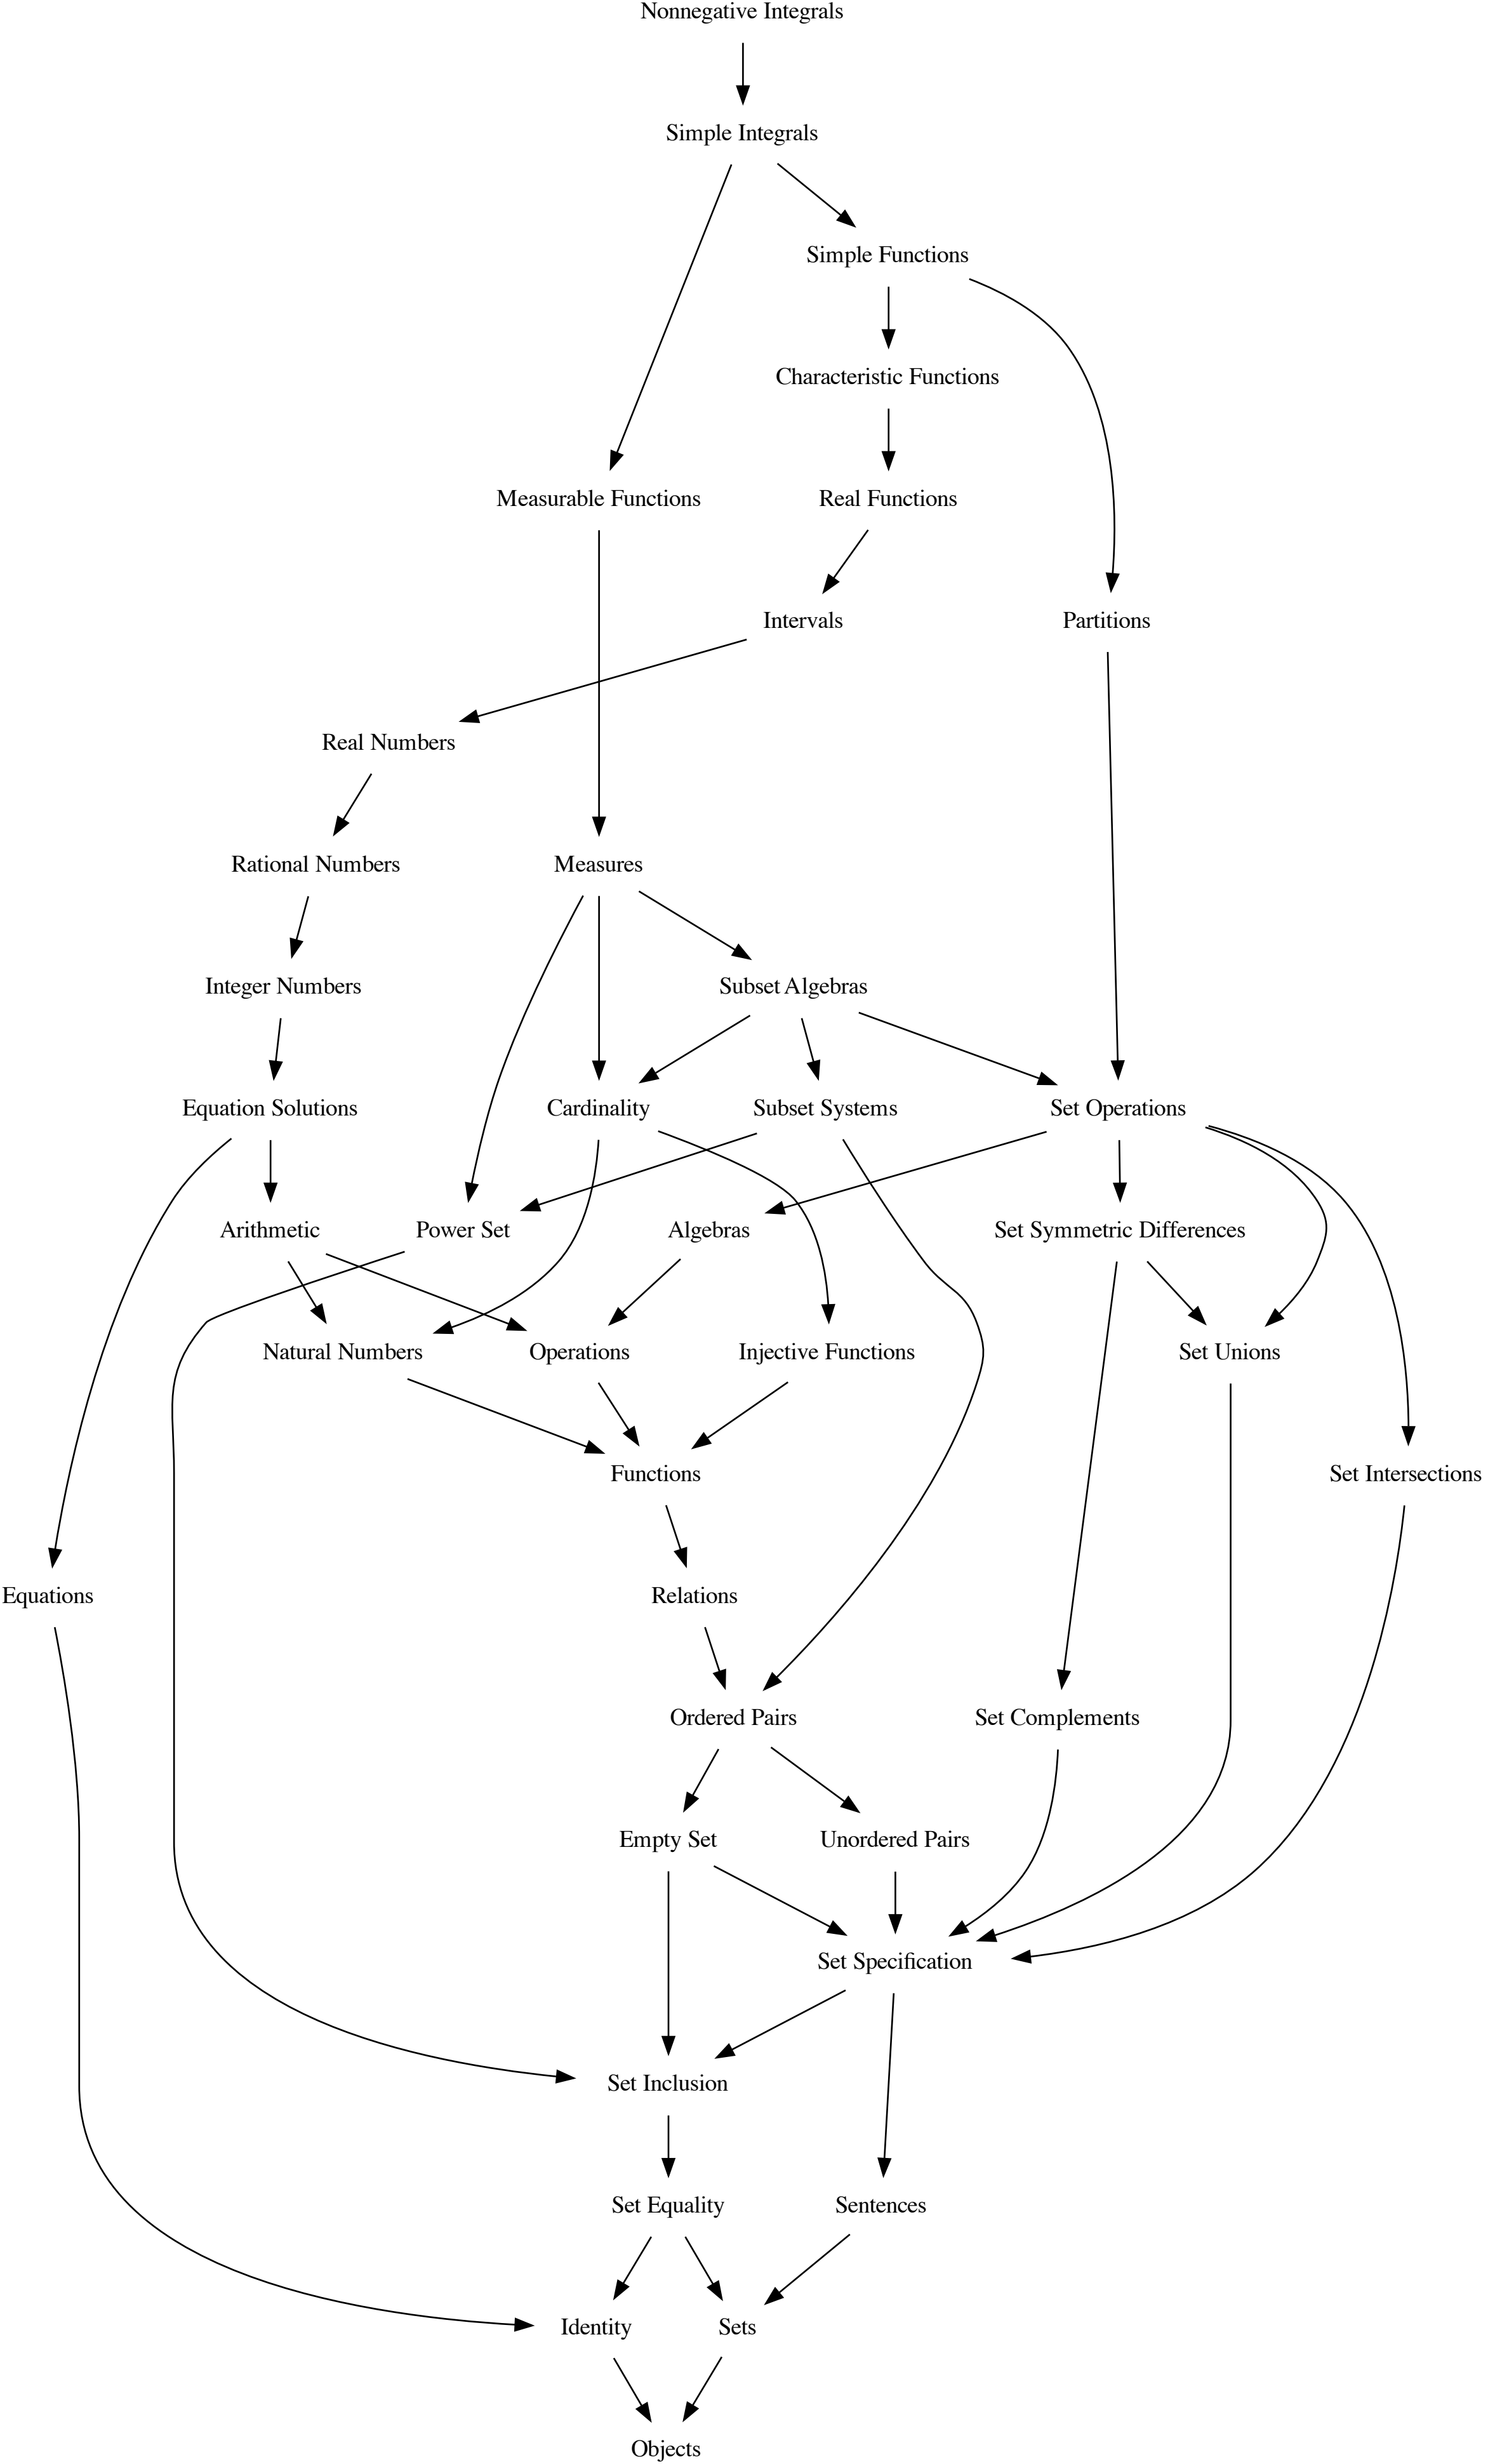 Nonnegative Integrals
Simple Integrals
Simple Functions
Characteristic Functions
Measurable Functions
Real Functions
Intervals
Partitions
Real Numbers
Rational Numbers
Measures
Integer Numbers
Subset Algebras
Equation Solutions
Cardinality
Subset Systems
Set Operations
Arithmetic
Power Set
Algebras
Set Symmetric Differences
Natural Numbers
Operations
Injective Functions
Set Unions
Functions
Set Intersections
Equations
Relations
Ordered Pairs
Set Complements
Empty Set
Unordered Pairs
Set Specification
Set Inclusion
Set Equality
Sentences
Identity
Sets
Objects